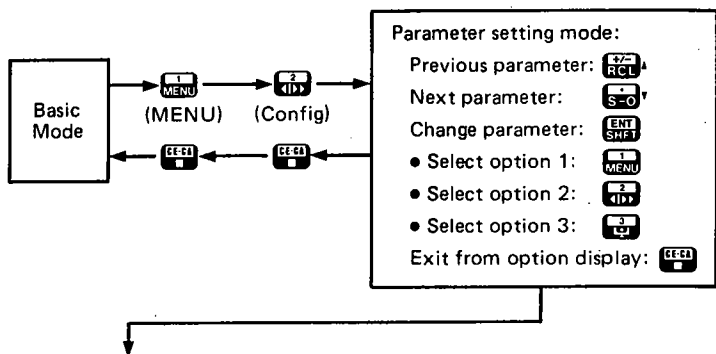 Parameter setting mode:
Previous parameter: +/- RCL
Next parameter: • S-O
Change parameter: ENT SHFT
• Select option 1: 1 MENU
• Select option 2: 2
• Select option 3: 3
Exit from option display: CE·CA
Basic
Mode
1
MENU
2
(MENU) (Config)
CE·CA CE·CA